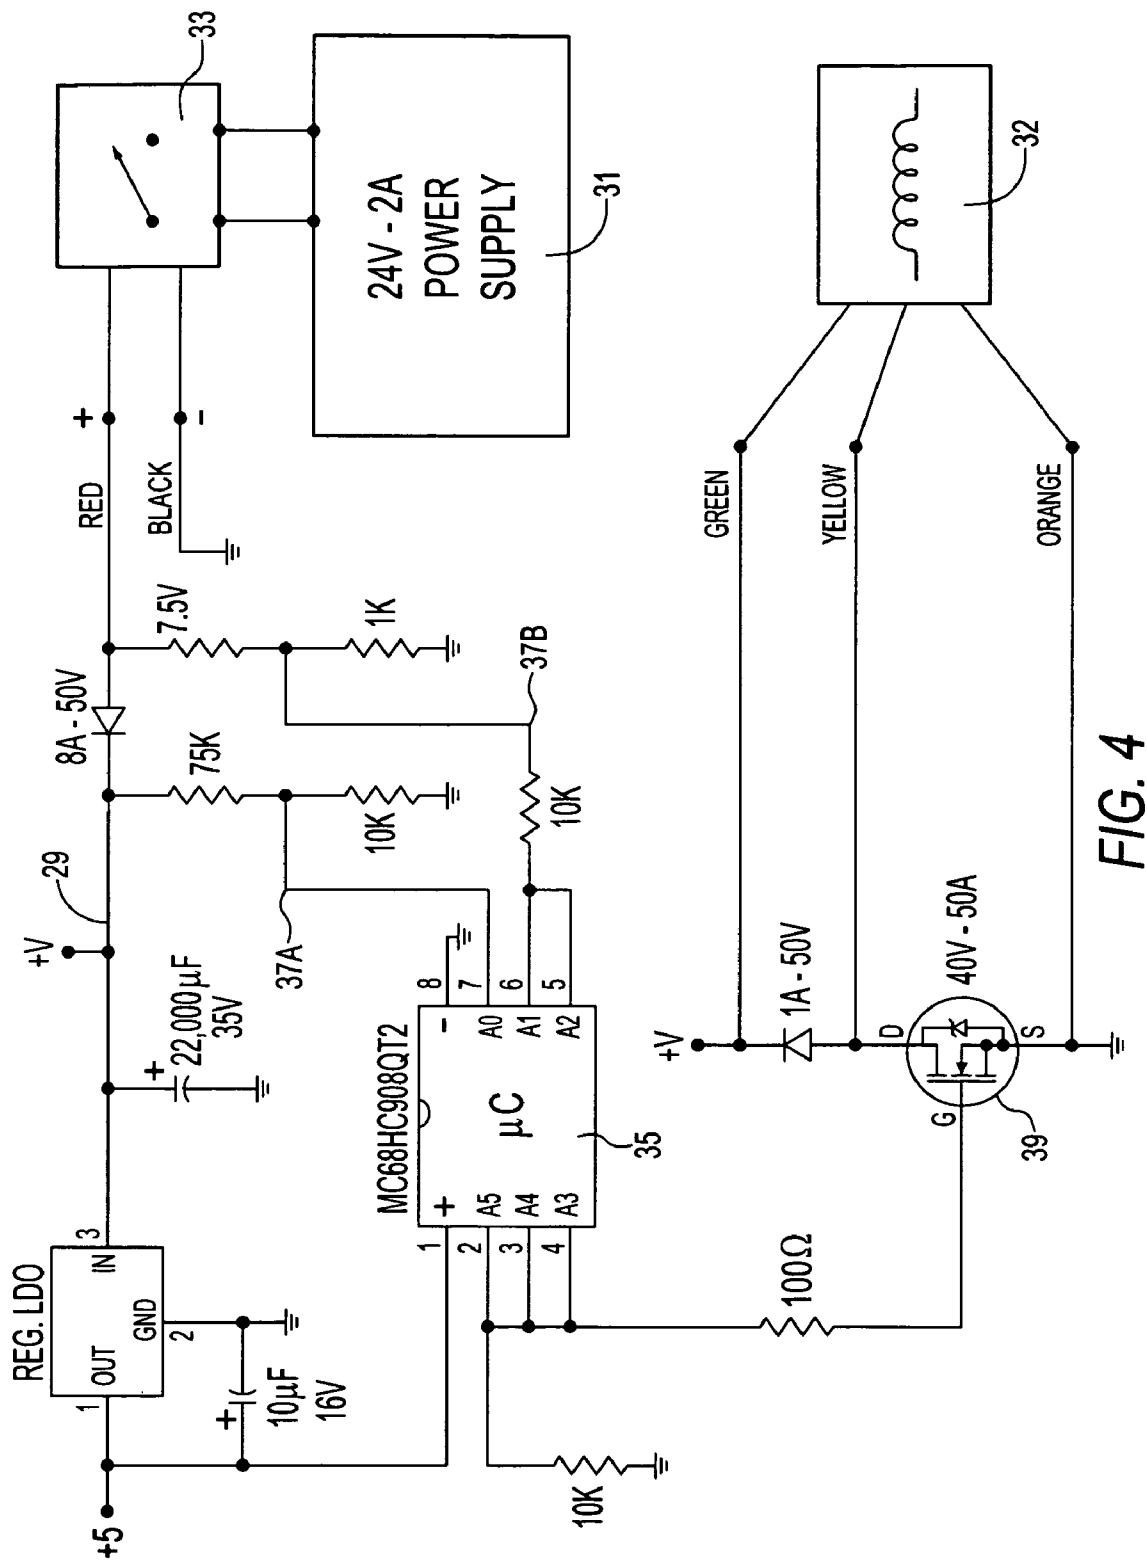 REG. LDO
OUT
GND
IN
1
2
3
+5
+
10µF
16V
+
22,000µF
35V
+V
29
8A - 50V
RED
+
BLACK
-
33
75K
10K
7.5V
1K
24V - 2A
POWER
SUPPLY
31
37A
37B
10K
MC68HC908QT2
µC
35
1
+
2
A5
3
A4
4
A3
-
8
A0
7
A1
6
A2
5
10K
100Ω
+V
1A - 50V
D
G
S
40V - 50A
39
GREEN
YELLOW
ORANGE
32
FIG. 4